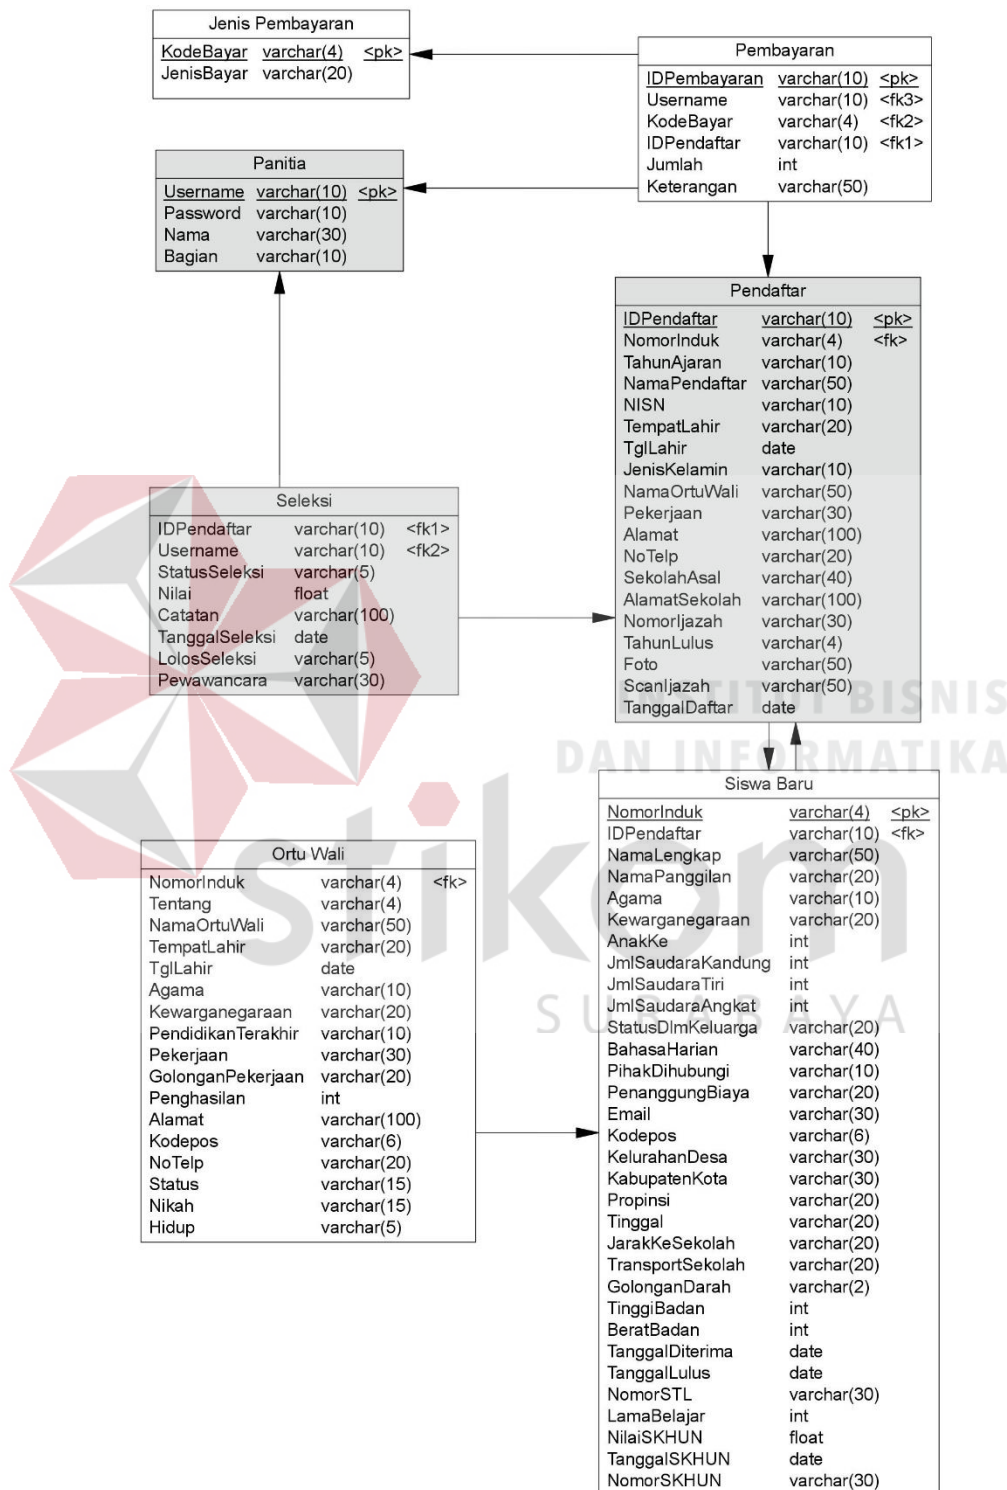 Jenis Pembayaran
KodeBayar varchar(4) <pk>
JenisBayar varchar(20)
Pembayaran
IDPembayaran varchar(10) <pk>
Username varchar(10) <fk3>
KodeBayar varchar(4) <fk2>
IDPendaftar varchar(10) <fk1>
Jumlah int
Keterangan varchar(50)
Panitia
Username varchar(10) <pk>
Password varchar(10)
Nama varchar(30)
Bagian varchar(10)
Pendaftar
IDPendaftar varchar(10) <pk>
NomorInduk varchar(4) <fk>
TahunAjaran varchar(10)
NamaPendaftar varchar(50)
NISN varchar(10)
TempatLahir varchar(20)
TglLahir date
JenisKelamin varchar(10)
NamaOrtuWali varchar(50)
Pekerjaan varchar(30)
Alamat varchar(100)
NoTelp varchar(20)
SekolahAsal varchar(40)
AlamatSekolah varchar(100)
NomorIjazah varchar(30)
TahunLulus varchar(4)
Foto varchar(50)
ScanIjazah varchar(50)
TanggalDaftar date
Seleksi
IDPendaftar varchar(10) <fk1>
Username varchar(10) <fk2>
StatusSeleksi varchar(5)
Nilai float
Catatan varchar(100)
TanggalSeleksi date
LolosSeleksi varchar(5)
Pewawancara varchar(30)
INSTITUT BISNIS
DAN INFORMATIKA
stikom
SURABAYA
Siswa Baru
NomorInduk varchar(4) <pk>
IDPendaftar varchar(10) <fk>
NamaLengkap varchar(50)
NamaPanggilan varchar(20)
Agama varchar(10)
Kewarganegaraan varchar(20)
AnakKe int
JmlSaudaraKandung int
JmlSaudaraTiri int
JmlSaudaraAngkat int
StatusDlmKeluarga varchar(20)
BahasaHarian varchar(40)
PihakDihubungi varchar(10)
PenanggungBiaya varchar(20)
Email varchar(30)
Kodepos varchar(6)
KelurahanDesa varchar(30)
KabupatenKota varchar(30)
Propinsi varchar(20)
Tinggal varchar(20)
JarakKeSekolah varchar(20)
TransportSekolah varchar(20)
GolonganDarah varchar(2)
TinggiBadan int
BeratBadan int
TanggalDiterima date
TanggalLulus date
NomorSTL varchar(30)
LamaBelajar int
NilaiSKHUN float
TanggalSKHUN date
NomorSKHUN varchar(30)
Ortu Wali
NomorInduk varchar(4) <fk>
Tentang varchar(4)
NamaOrtuWali varchar(50)
TempatLahir varchar(20)
TglLahir date
Agama varchar(10)
Kewarganegaraan varchar(20)
PendidikanTerakhir varchar(10)
Pekerjaan varchar(30)
GolonganPekerjaan varchar(20)
Penghasilan int
Alamat varchar(100)
Kodepos varchar(6)
NoTelp varchar(20)
Status varchar(15)
Nikah varchar(15)
Hidup varchar(5)